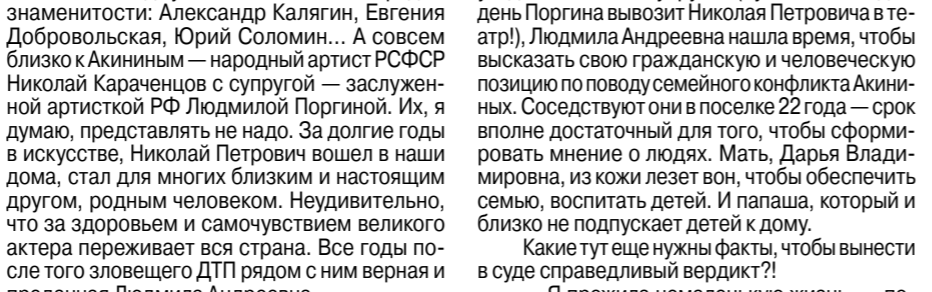 знаменитости: Александр Калягин, Евгения
Добровольская, Юрий Соломин... А совсем
близко к Акининым — народный артист РСФСР
Николай Караченцов с супругой — заслужен-
ной артисткой РФ Людмилой Поргиной. Их, я
думаю, представлять не надо. За долгие годы
в искусстве, Николай Петрович вошел в наши
дома, стал для многих близким и настоящим
другом, родным человеком. Неудивительно,
что за здоровьем и самочувствием великого
актера переживает вся страна. Все годы по-
сле того зловещего ДТП рядом с ним верная и
преданная Людмила Андреевна
день Поргина вывозит Николая Петровича в те-
атр!), Людмила Андреевна нашла время, чтобы
высказать свою гражданскую и человеческую
позицию по поводу семейного конфликта Акини-
ных. Соседствуют они в поселке 22 года — срок
вполне достаточный для того, чтобы сформи-
ровать мнение о людях. Мать, Дарья Влади-
мировна, из кожи лезет вон, чтобы обеспечить
семью, воспитать детей. И папаша, который и
близко не подпускает детей к дому.
Какие тут еще нужны факты, чтобы вынести
в суде справедливый вердикт?!